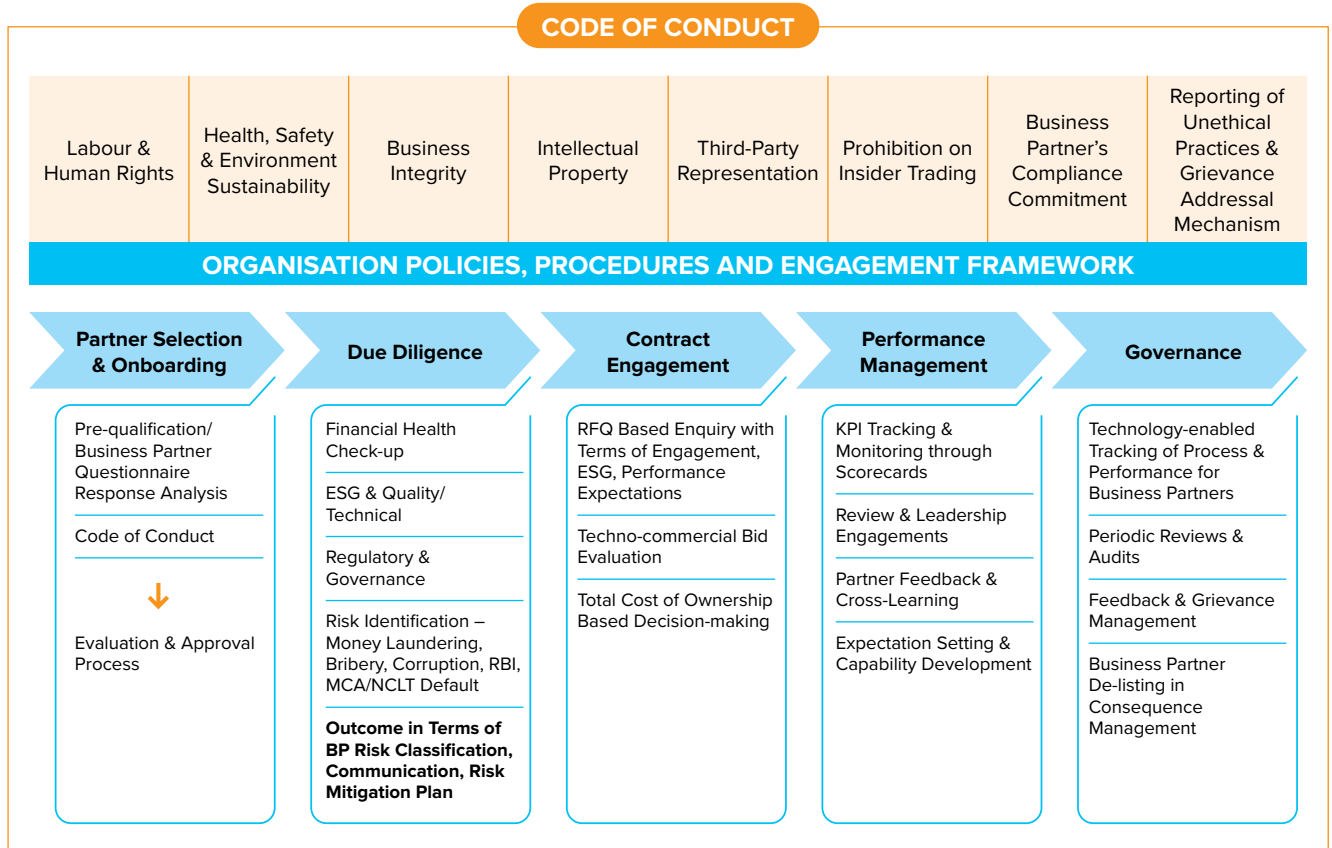 CODE OF CONDUCT
Labour &
Human Rights
Health, Safety
& Environment
Sustainability
Business
Integrity
Intellectual
Property
Third-Party
Representation
Prohibition on
Insider Trading
Business
Partner’s
Compliance
Commitment
Reporting of
Unethical
Practices &
Grievance
Addressal
Mechanism
ORGANISATION POLICIES, PROCEDURES AND ENGAGEMENT FRAMEWORK
Partner Selection
& Onboarding
Pre-qualification/
Business Partner
Questionnaire
Response Analysis
Code of Conduct
Evaluation & Approval
Process
Due Diligence
Financial Health
Check-up
ESG & Quality/
Technical
Regulatory &
Governance
Risk Identification –
Money Laundering,
Bribery, Corruption, RBI,
MCA/NCLT Default
Outcome in Terms of
BP Risk Classification,
Communication, Risk
Mitigation Plan
Contract
Engagement
RFQ Based Enquiry with
Terms of Engagement,
ESG, Performance
Expectations
Techno-commercial Bid
Evaluation
Total Cost of Ownership
Based Decision-making
Performance
Management
KPI Tracking &
Monitoring through
Scorecards
Review & Leadership
Engagements
Partner Feedback &
Cross-Learning
Expectation Setting &
Capability Development
Governance
Technology-enabled
Tracking of Process &
Performance for
Business Partners
Periodic Reviews &
Audits
Feedback & Grievance
Management
Business Partner
De-listing in
Consequence
Management